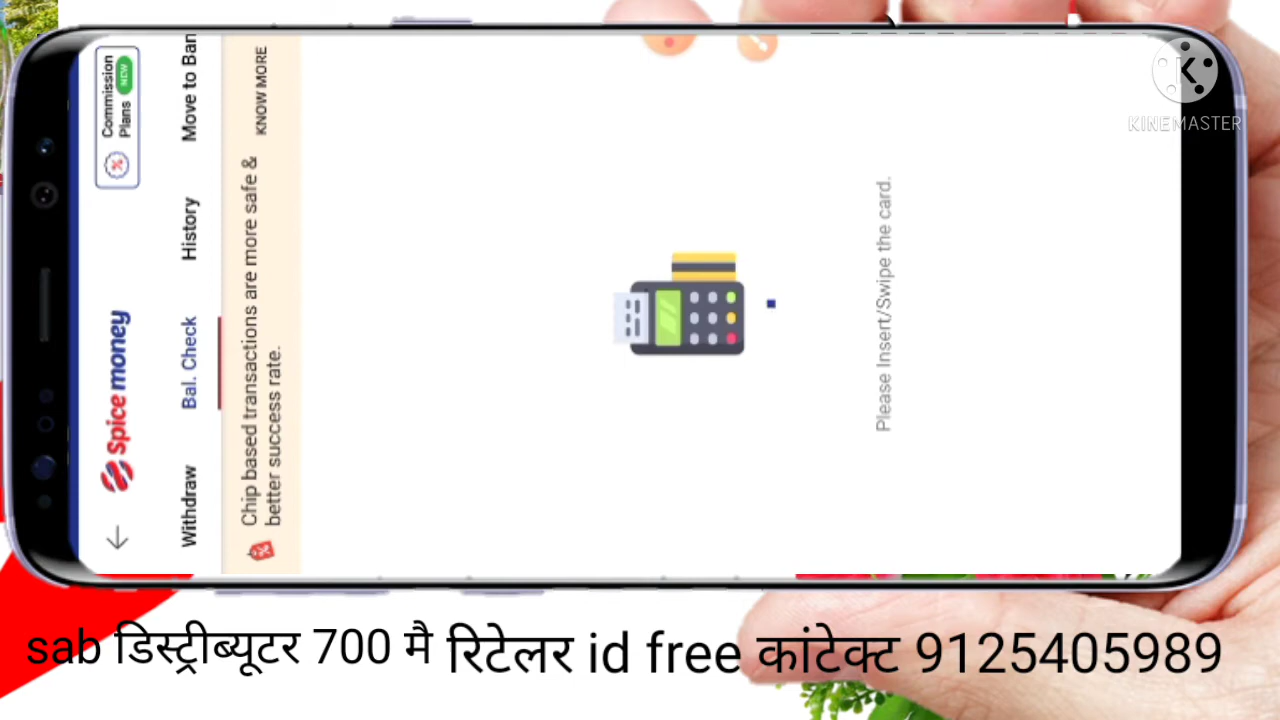 Spice money
Commission
Plans NEW
Withdraw Bal. Check History Move to Ban
Chip based transactions are more safe &
better success rate.
KNOW MORE
Please Insert/Swipe the card.
KINEMASTER
sab डिस्ट्रीब्यूटर 700 मै रिटेलर id free कांटेक्ट 9125405989